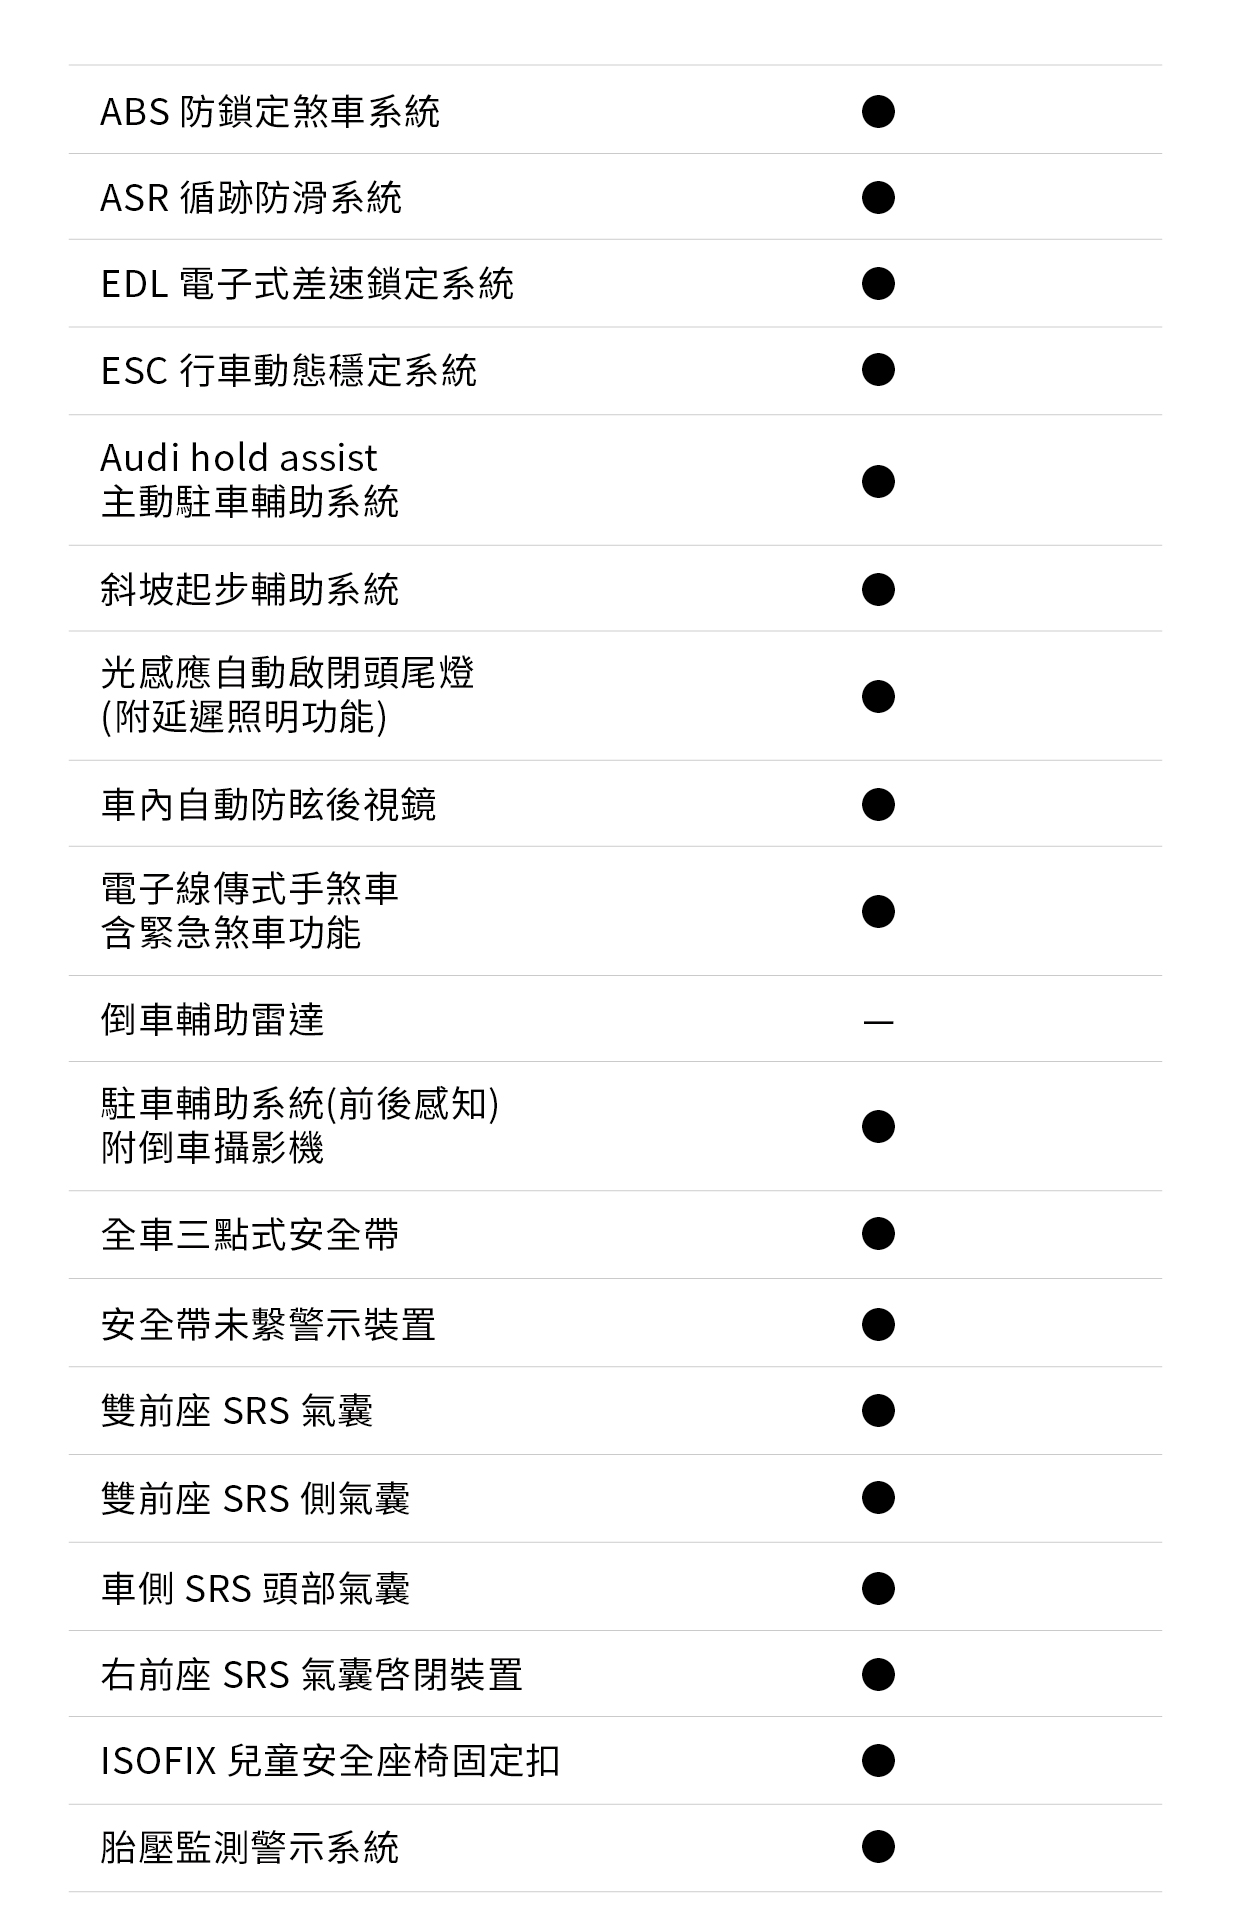 ABS 防鎖定煞車系統 ●
ASR 循跡防滑系統 ●
EDL 電子式差速鎖定系統 ●
ESC 行車動態穩定系統 ●
Audi hold assist
主動駐車輔助系統 ●
斜坡起步輔助系統 ●
光感應自動啟閉頭尾燈
(附延遲照明功能) ●
車內自動防眩後視鏡 ●
電子線傳式手煞車
含緊急煞車功能 ●
倒車輔助雷達 —
駐車輔助系統(前後感知)
附倒車攝影機 ●
全車三點式安全帶 ●
安全帶未繫警示裝置 ●
雙前座 SRS 氣囊 ●
雙前座 SRS 側氣囊 ●
車側 SRS 頭部氣囊 ●
右前座 SRS 氣囊啓閉裝置 ●
ISOFIX 兒童安全座椅固定扣 ●
胎壓監測警示系統 ●